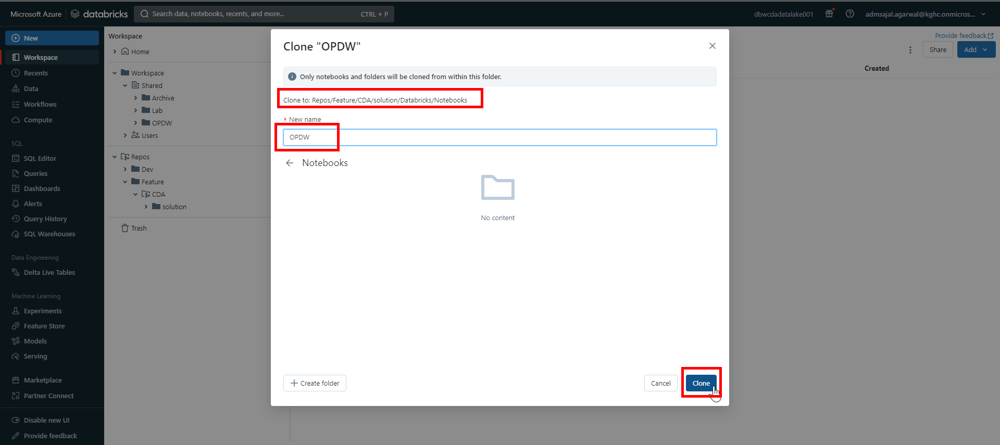 Microsoft Azure databricks Search data, notebooks, recents, and more... CTRL + P dbwcdadatalake001 admsajal.agarwal@kghc.onmicros...
New
Workspace
Recents
Data
Workflows
Compute
SQL
SQL Editor
Queries
Dashboards
Alerts
Query History
SQL Warehouses
Data Engineering
Delta Live Tables
Machine Learning
Experiments
Feature Store
Models
Serving
Marketplace
Partner Connect
Disable new UI
Provide feedback
Workspace
Home
Workspace
Shared
Archive
Lab
OPDW
Users
Repos
Dev
Feature
CDA
solution
Trash
Clone "OPDW"
Only notebooks and folders will be cloned from within this folder.
Clone to: Repos/Feature/CDA/solution/Databricks/Notebooks
* New name
OPDW
Notebooks
No content
+ Create folder
Cancel
Clone
Provide feedback
Share
Add
Created